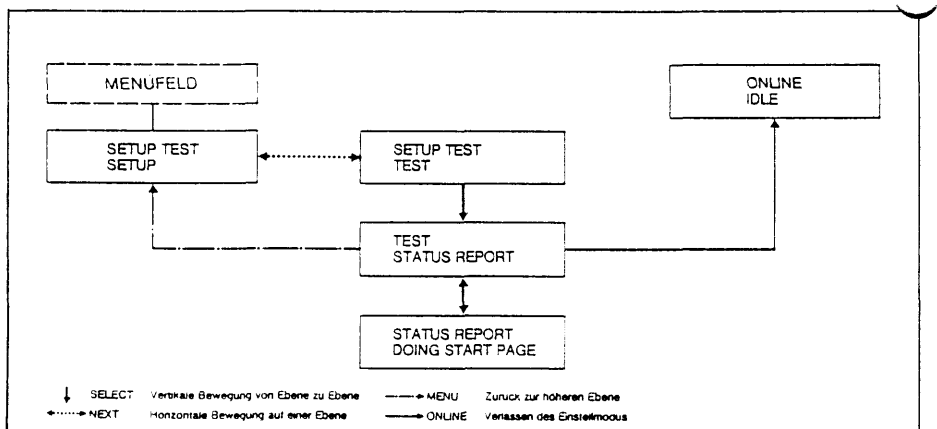 MENÜFELD
ONLINE
IDLE
SETUP TEST
SETUP
SETUP TEST
TEST
TEST
STATUS REPORT
STATUS REPORT
DOING START PAGE
SELECT Vertikale Bewegung von Ebene zu Ebene
MENU Zurück zur höheren Ebene
NEXT Horizontale Bewegung auf einer Ebene
ONLINE Verlassen des Einstellmodus